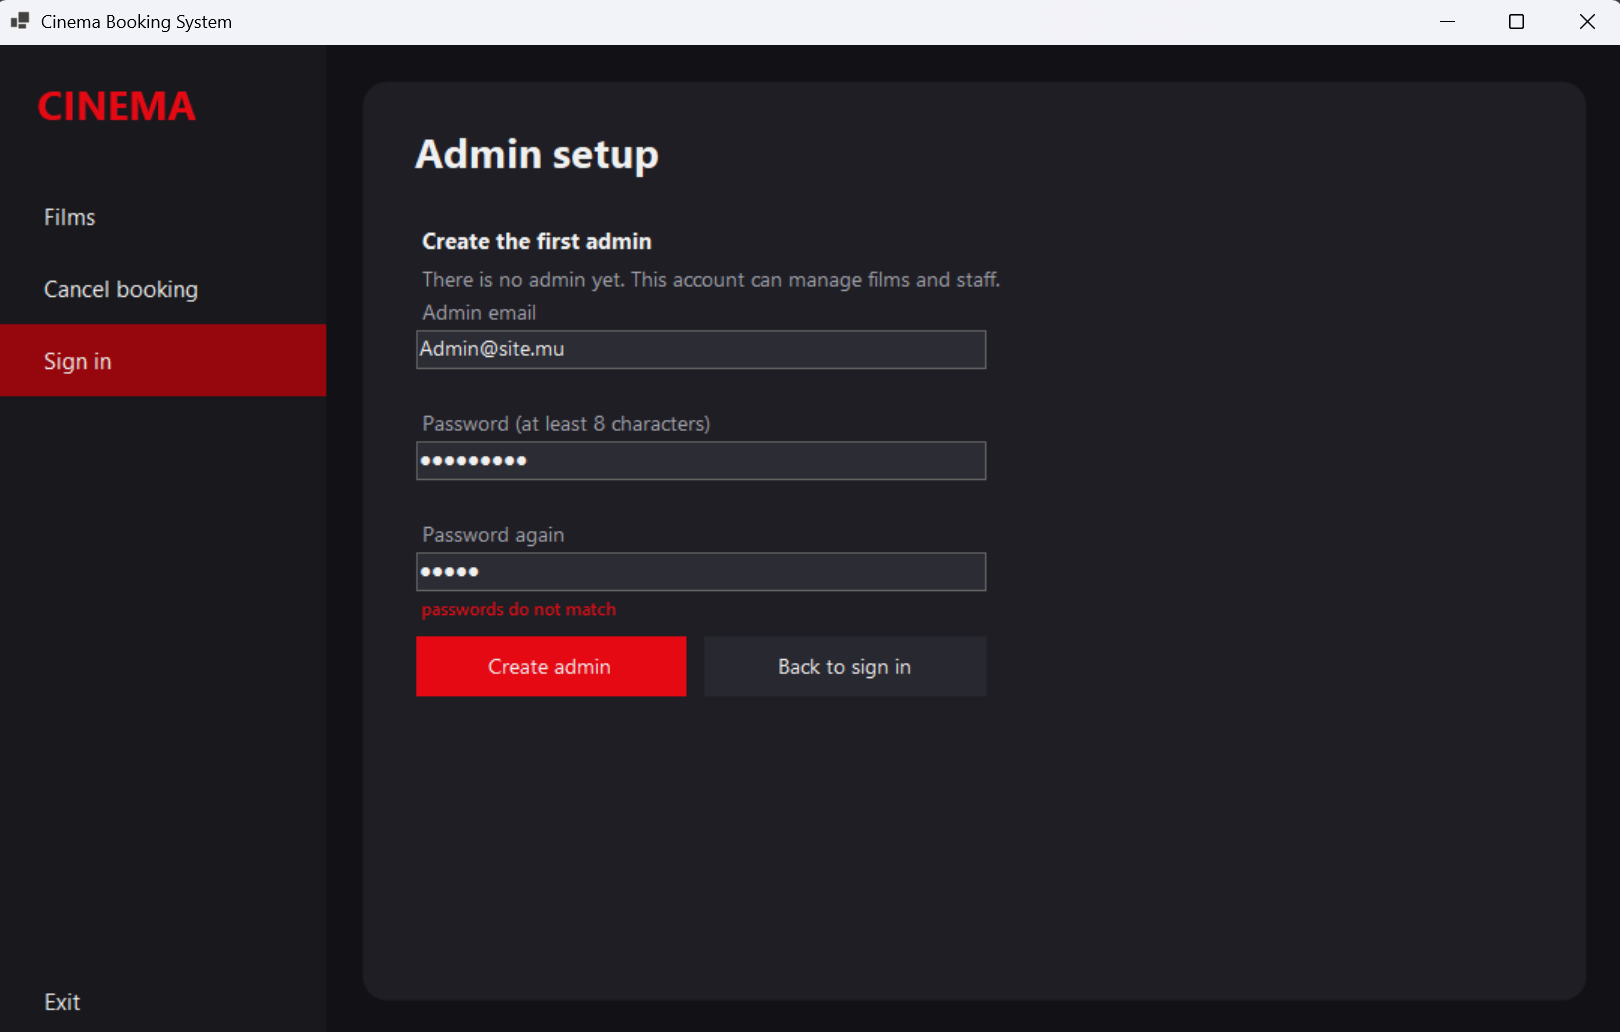 Cinema Booking System
CINEMA
Films
Cancel booking
Sign in
Exit
Admin setup
Create the first admin
There is no admin yet. This account can manage films and staff.
Admin email
Admin@site.mu
Password (at least 8 characters)
•••••••••
Password again
•••••
passwords do not match
Create admin
Back to sign in